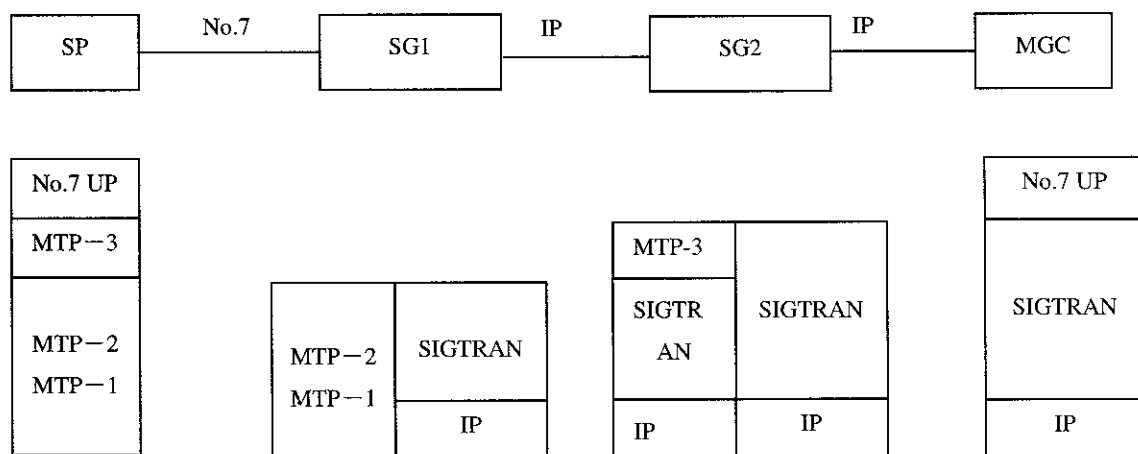 No.7
IP
IP
SP
SG1
SG2
MGC
No.7 UP
MTP－3
MTP－2
MTP－1
MTP－2
MTP－1
SIGTRAN
IP
MTP-3
SIGTR
AN
IP
SIGTRAN
IP
No.7 UP
SIGTRAN
IP